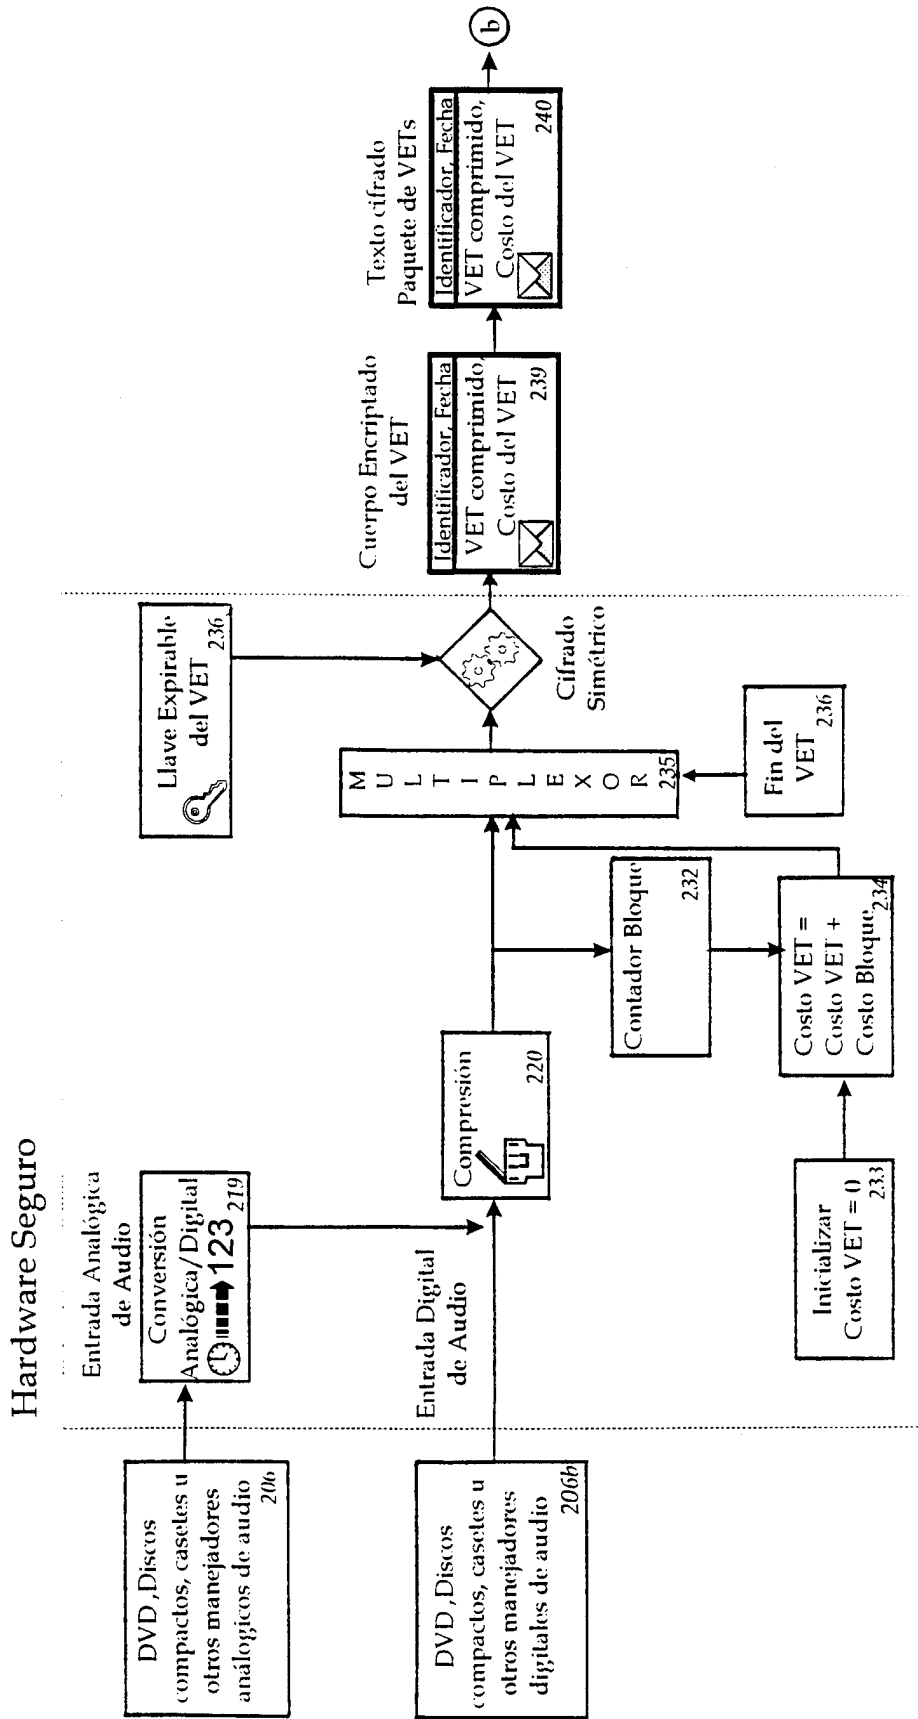 Hardware Seguro
DVD ,Discos
compactos, casetes u
otros manejadores
análogicos de audio
206
DVD ,Discos
compactos, casetes u
otros manejadores
digitales de audio
206b
Entrada Analógica
de Audio
Conversión
Analógica/Digital
123
219
Entrada Digital
de Audio
Compresión
220
Inicializar
Costo VET = 0
233
Contador Bloque
232
Costo VET =
Costo VET +
Costo Bloque
234
Llave Expirable
del VET
236
MULTIPLEXOR
235
Fin del
VET
236
Cifrado
Simétrico
Cuerpo Encriptado
del VET
Identificador, Fecha
VET comprimido,
Costo del VET
239
Texto cifrado
Paquete de VETs
Identificador, Fecha
VET comprimido,
Costo del VET
240
b